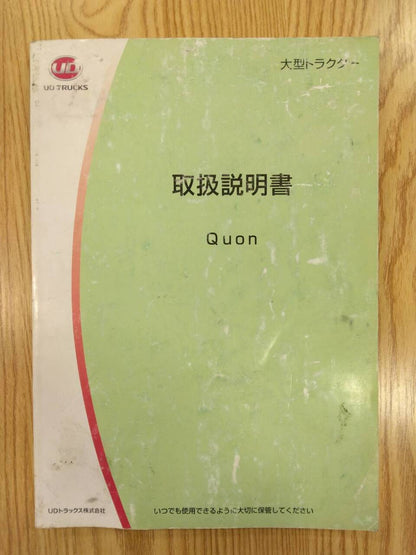 UD
UD TRUCKS
大型トラクター
取扱説明書
Quon
UDトラックス株式会社
いつでも使用できるように大切に保管してください